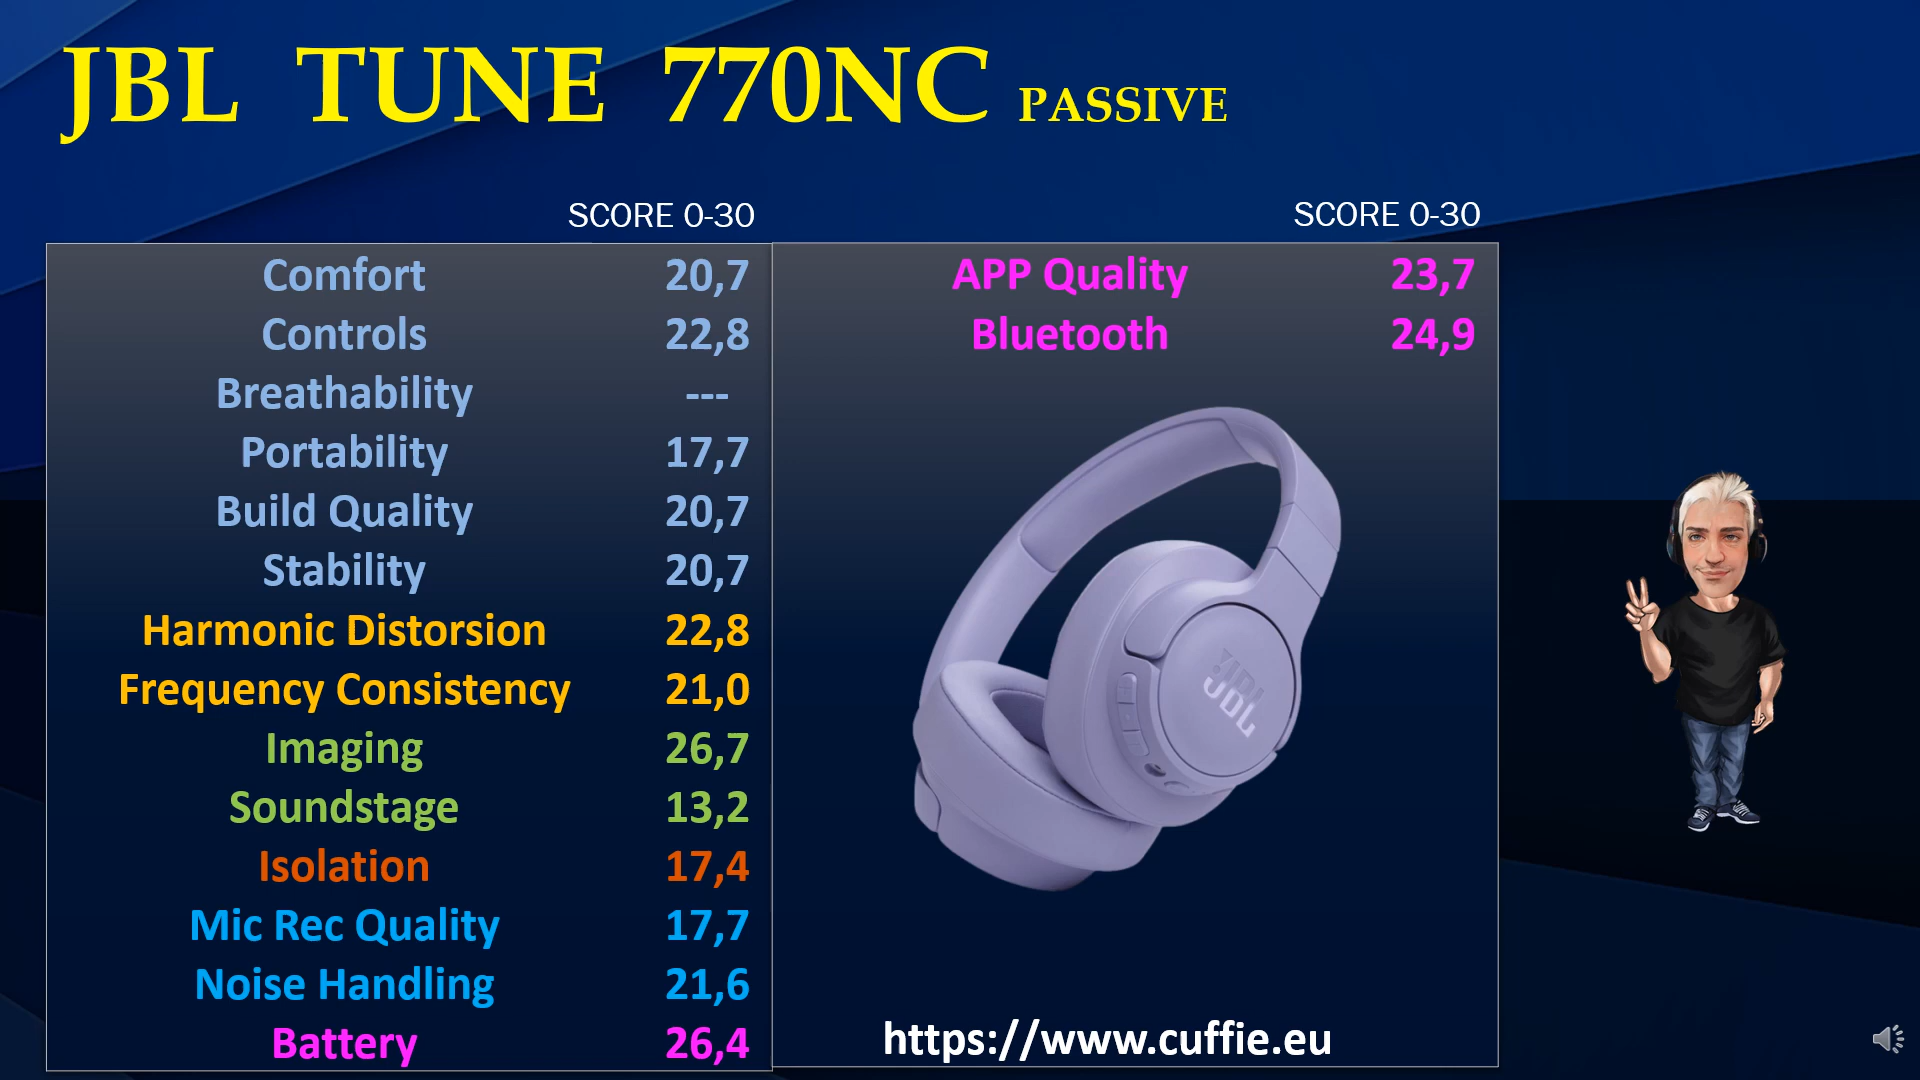 JBL TUNE 770NC PASSIVE
SCORE 0-30
Comfort 20,7
Controls 22,8
Breathability ---
Portability 17,7
Build Quality 20,7
Stability 20,7
Harmonic Distorsion 22,8
Frequency Consistency 21,0
Imaging 26,7
Soundstage 13,2
Isolation 17,4
Mic Rec Quality 17,7
Noise Handling 21,6
Battery 26,4
SCORE 0-30
APP Quality 23,7
Bluetooth 24,9
JBL
https://www.cuffie.eu